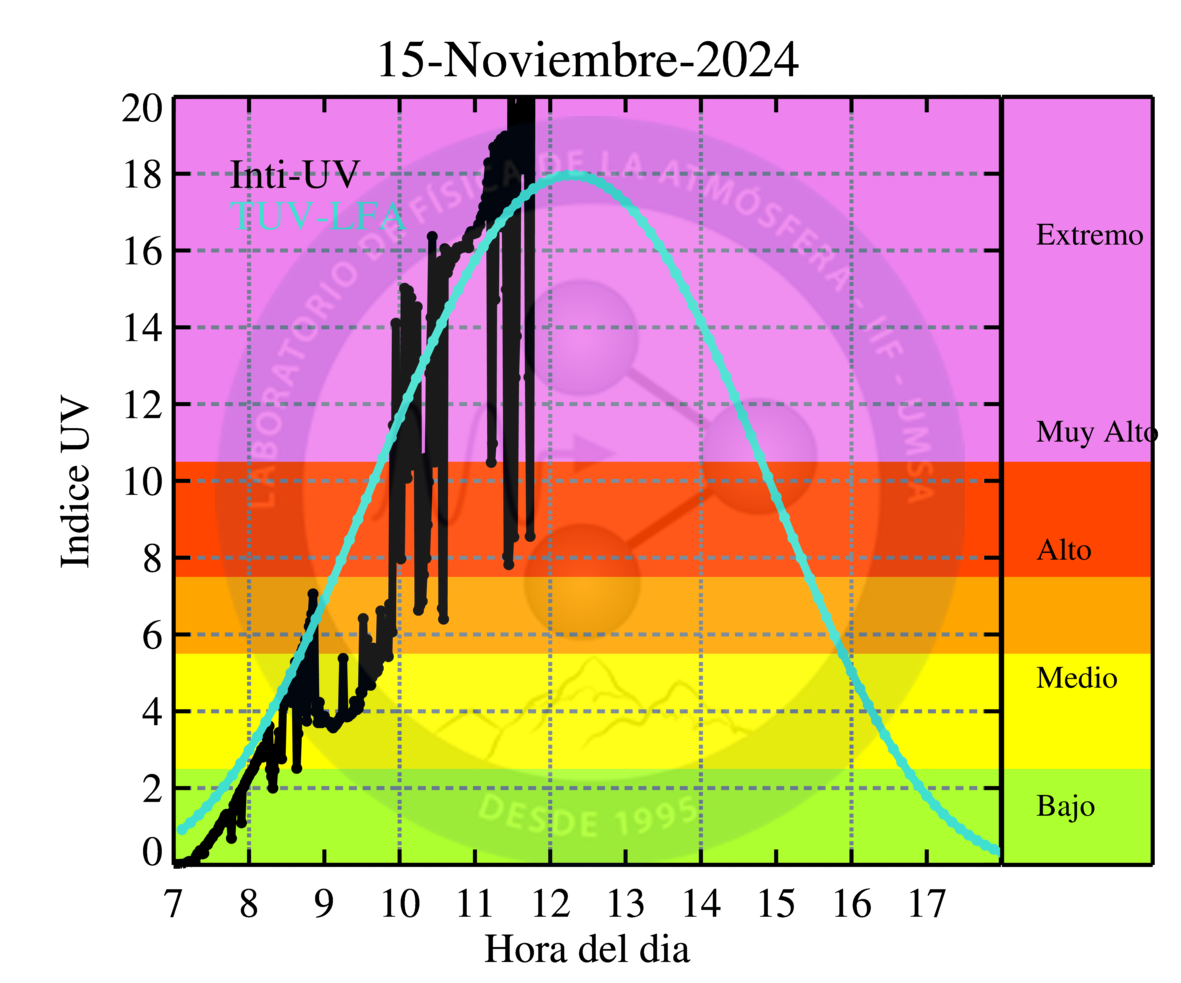 15-Noviembre-2024
20
18
16
14
12
10
8
6
4
2
0
Indice UV
Inti-UV
TUV-LFA
LABORATORIO DE FÍSICA DE LA ATMÓSFERA - IIF - UMSA
DESDE 1995
Extremo
Muy Alto
Alto
Medio
Bajo
7 8 9 10 11 12 13 14 15 16 17
Hora del dia